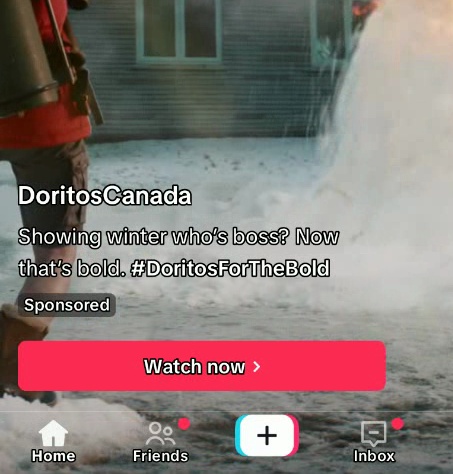 DoritosCanada
Showing winter who's boss? Now
that's bold. #DoritosForTheBold
Sponsored
Watch now >
Home
Friends
Inbox